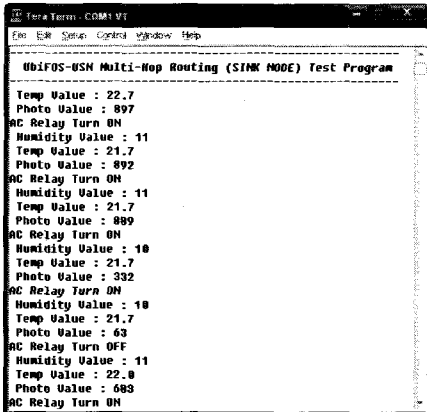 Tera Term - COM1 VT
File Edit Setup Control Window Help
UbiFOS-USN Multi-Hop Routing (SINK NODE) Test Program
Temp Value : 22.7
Photo Value : 897
AC Relay Turn ON
Humidity Value : 11
Temp Value : 21.7
Photo Value : 892
AC Relay Turn ON
Humidity Value : 11
Temp Value : 21.7
Photo Value : 889
AC Relay Turn ON
Humidity Value : 10
Temp Value : 21.7
Photo Value : 332
AC Relay Turn ON
Humidity Value : 10
Temp Value : 21.7
Photo Value : 63
AC Relay Turn OFF
Humidity Value : 11
Temp Value : 22.0
Photo Value : 683
AC Relay Turn ON